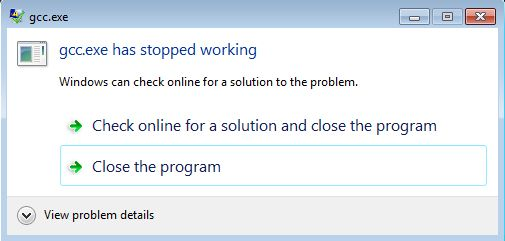 gcc.exe
gcc.exe has stopped working
Windows can check online for a solution to the problem.
Check online for a solution and close the program
Close the program
View problem details